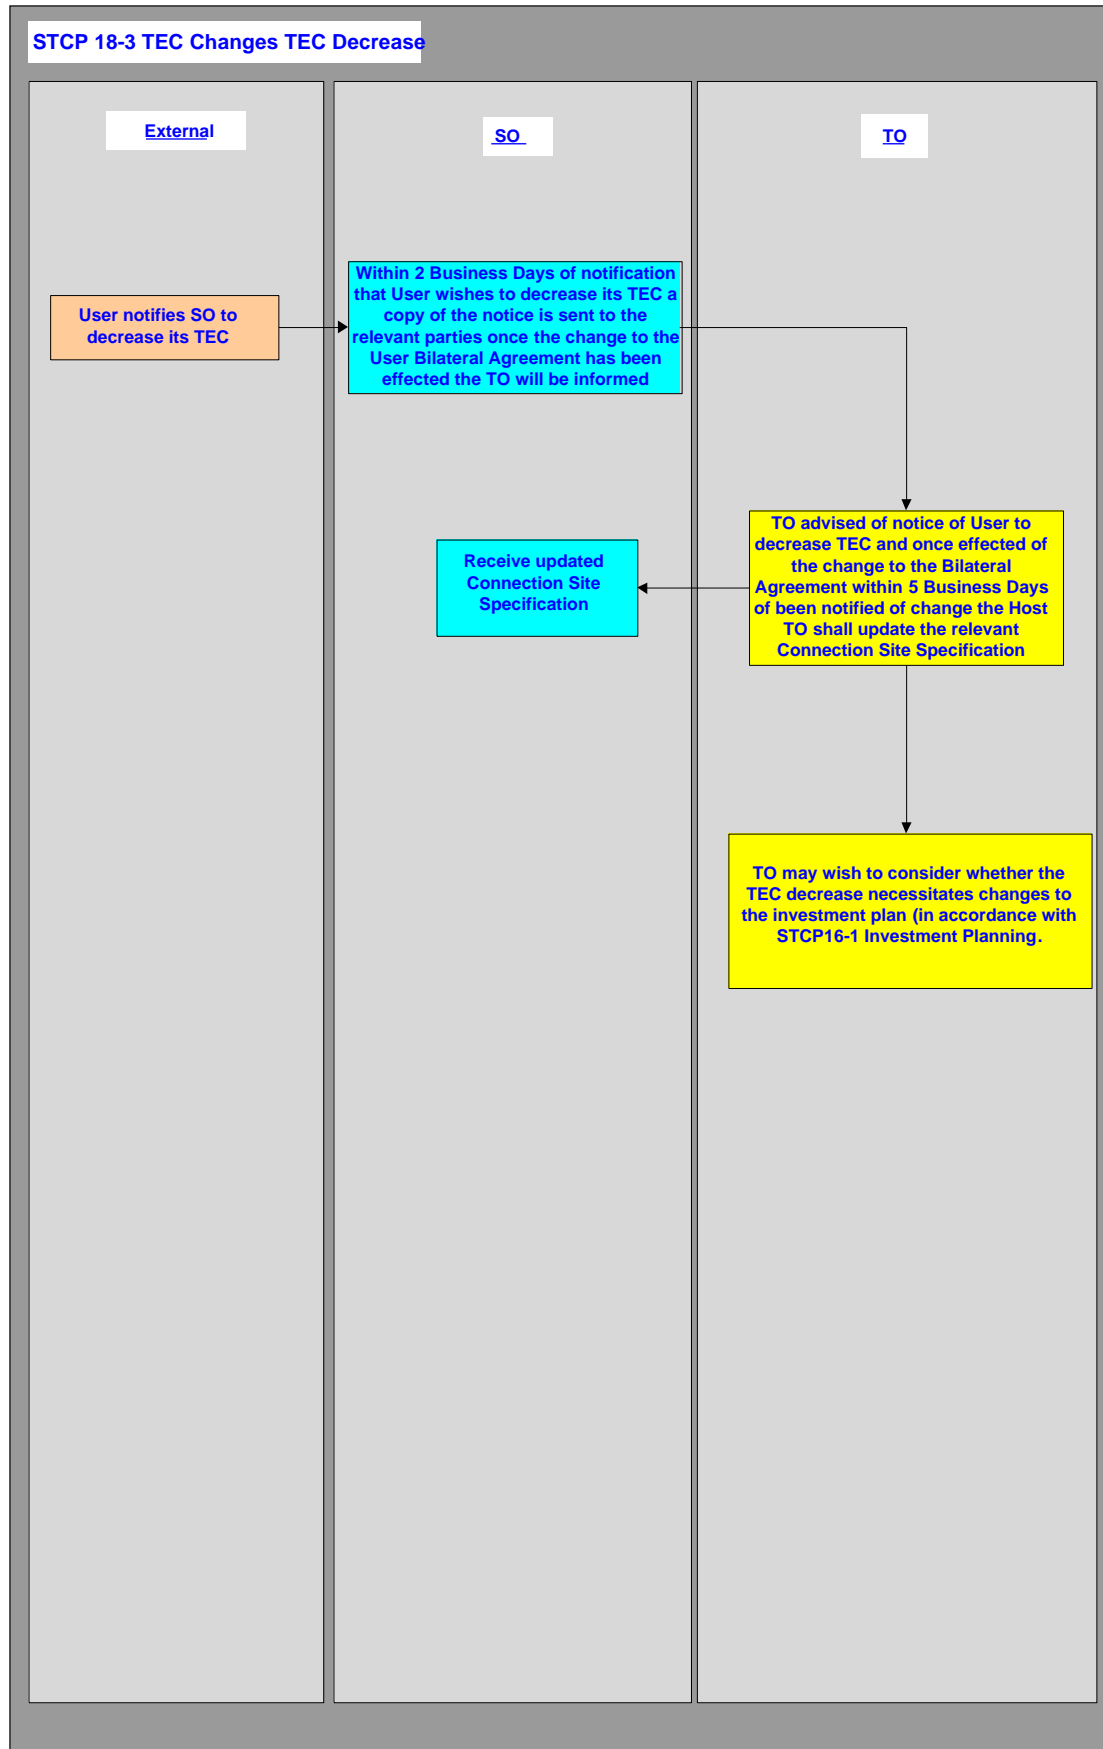 STCP 18-3 TEC Changes TEC Decrease
External
SO
TO
User notifies SO to
decrease its TEC
Within 2 Business Days of notification
that User wishes to decrease its TEC a
copy of the notice is sent to the
relevant parties once the change to the
User Bilateral Agreement has been
effected the TO will be informed
TO advised of notice of User to
decrease TEC and once effected of
the change to the Bilateral
Agreement within 5 Business Days
of been notified of change the Host
TO shall update the relevant
Connection Site Specification
Receive updated
Connection Site
Specification
TO may wish to consider whether the
TEC decrease necessitates changes to
the investment plan (in accordance with
STCP16-1 Investment Planning.